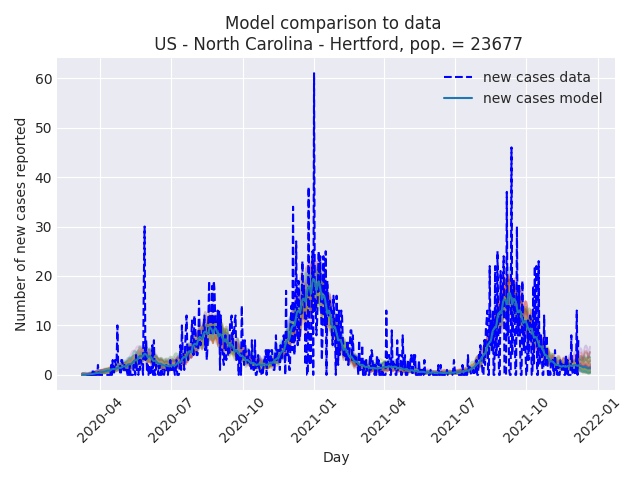 Model comparison to data
US - North Carolina - Hertford, pop. = 23677
new cases data
new cases model
Number of new cases reported
60
50
40
30
20
10
0
2020-04
2020-07
2020-10
2021-01
2021-04
2021-07
2021-10
2022-01
Day